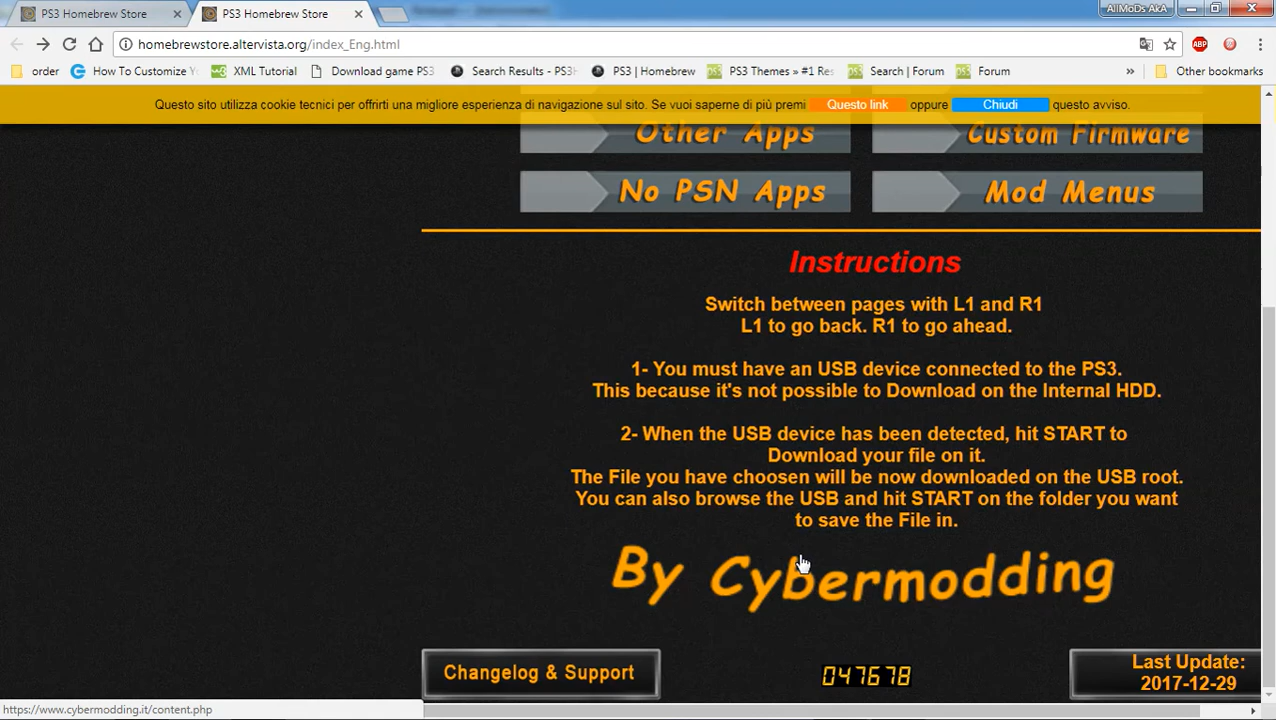 PS3 Homebrew Store
PS3 Homebrew Store
AllMoDs AkA
homebrewstore.altervista.org/index_Eng.html
order
How To Customize Y
XML Tutorial
Download game PS3
Search Results - PS3H
PS3 | Homebrew
PS3 Themes » #1 Res
Search | Forum
Forum
»
Other bookmarks
Questo sito utilizza cookie tecnici per offrirti una migliore esperienza di navigazione sul sito. Se vuoi saperne di più premi Questo link oppure Chiudi questo avviso.
Other Apps
Custom Firmware
No PSN Apps
Mod Menus
Instructions
Switch between pages with L1 and R1
L1 to go back. R1 to go ahead.
1- You must have an USB device connected to the PS3.
This because it's not possible to Download on the Internal HDD.
2- When the USB device has been detected, hit START to
Download your file on it.
The File you have choosen will be now downloaded on the USB root.
You can also browse the USB and hit START on the folder you want
to save the File in.
By Cybermodding
Changelog & Support
047678
Last Update:
2017-12-29
https://www.cybermodding.it/content.php